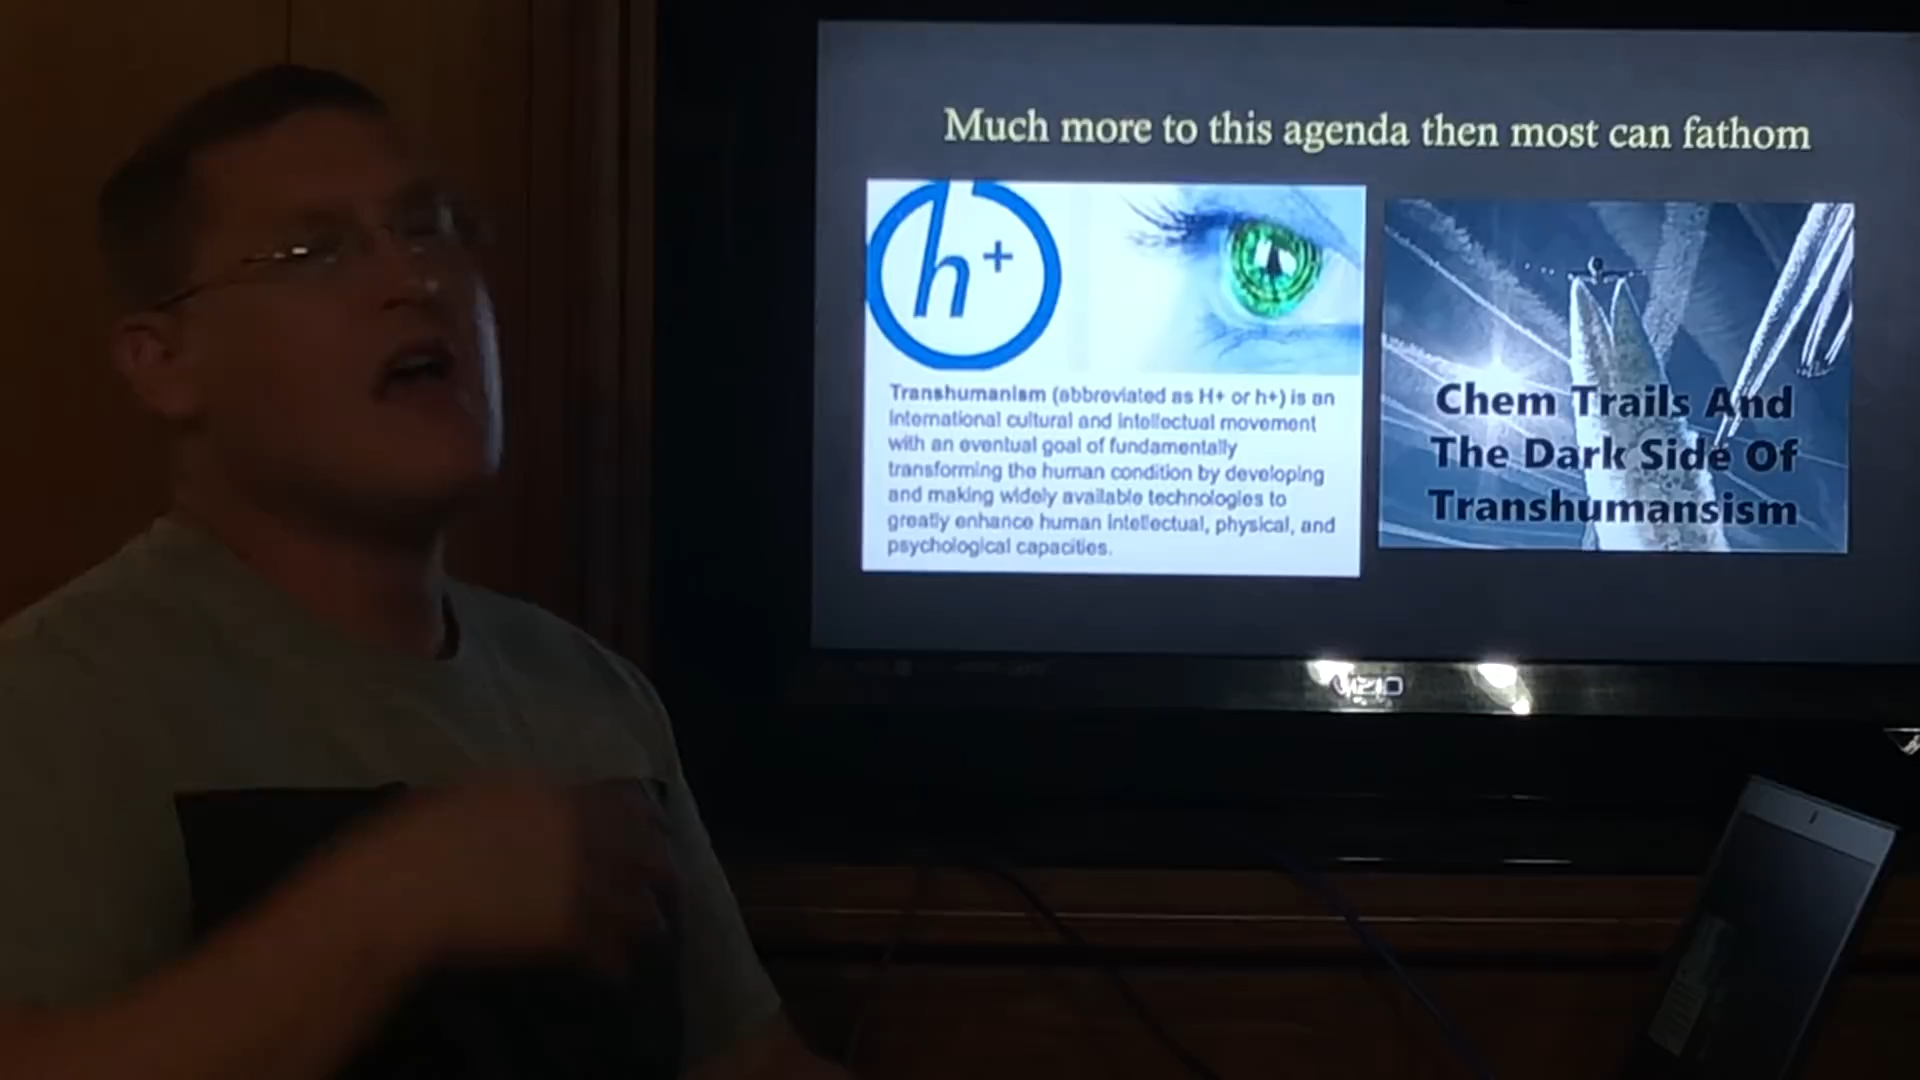 Much more to this agenda then most can fathom
h+
Transhumanism (abbreviated as H+ or h+) is an
international cultural and intellectual movement
with an eventual goal of fundamentally
transforming the human condition by developing
and making widely available technologies to
greatly enhance human intellectual, physical, and
psychological capacities.
Chem Trails And
The Dark Side Of
Transhumansism
VIZIO